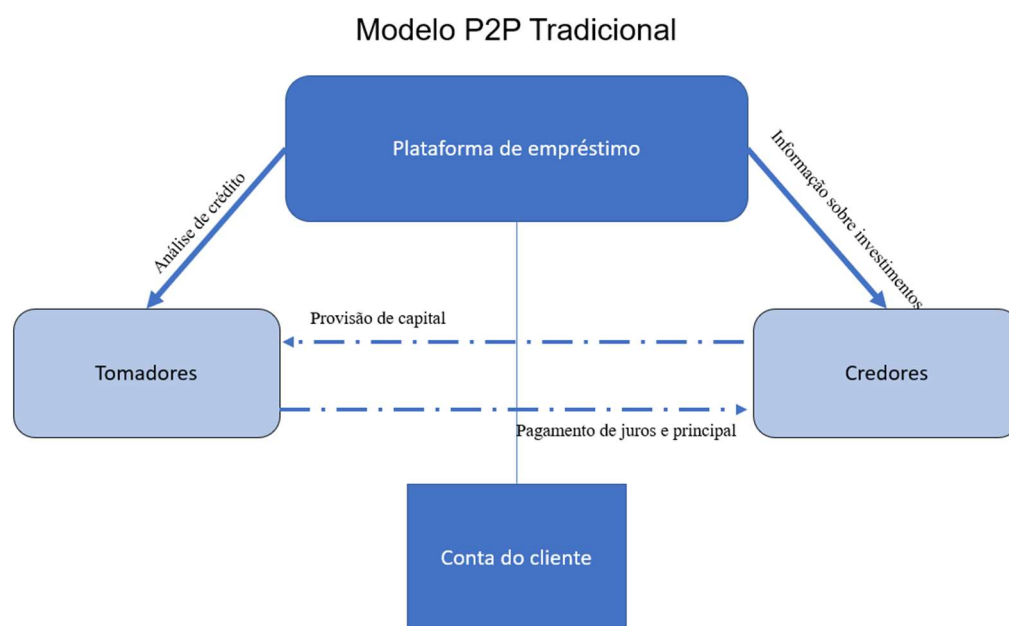 Modelo P2P Tradicional
Plataforma de empréstimo
Análise de crédito
Informação sobre investimentos
Provisão de capital
Tomadores
Credores
Pagamento de juros e principal
Conta do cliente